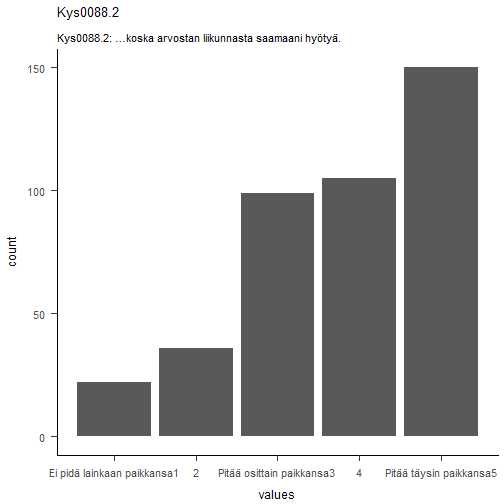 Kys0088.2
Kys0088.2: …koska arvostan liikunnasta saamaani hyötyä.
150
100
50
0
count
Ei pidä lainkaan paikkansa1 2 Pitää osittain paikkansa3 4 Pitää täysin paikkansa5
values